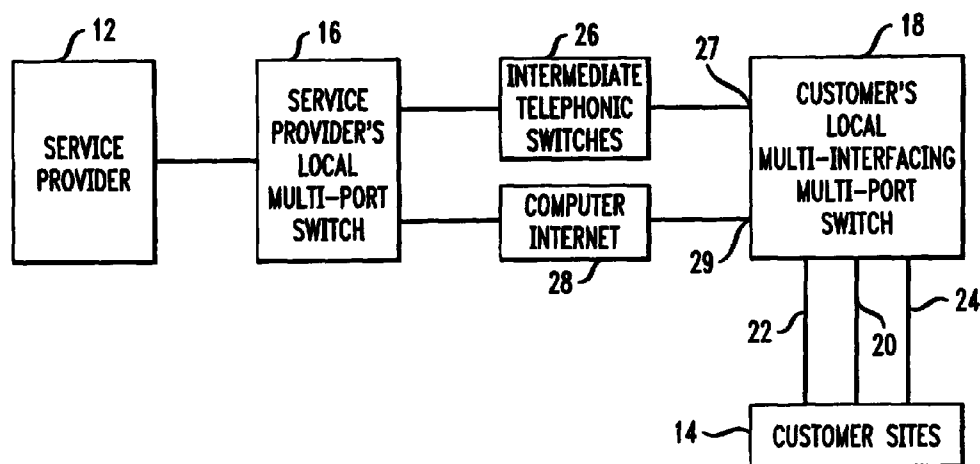 12
SERVICE
PROVIDER
16
SERVICE
PROVIDER'S
LOCAL
MULTI-PORT
SWITCH
26
INTERMEDIATE
TELEPHONIC
SWITCHES
COMPUTER
INTERNET
28
27
29
18
CUSTOMER'S
LOCAL
MULTI-INTERFACING
MULTI-PORT
SWITCH
22
20
24
14
CUSTOMER SITES